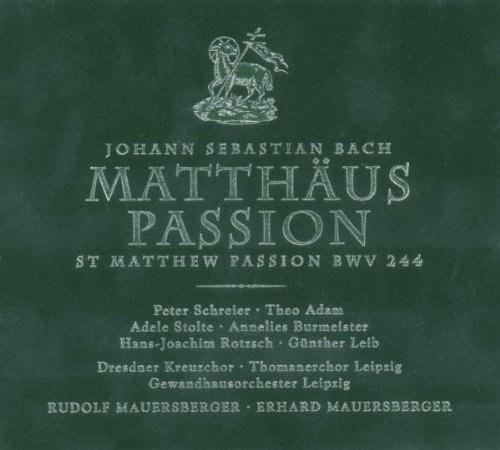 JOHANN SEBASTIAN BACH
MATTHÄUS
PASSION
ST MATTHEW PASSION BWV 244
Peter Schreier · Theo Adam
Adele Stolte · Annelies Burmeister
Hans-Joachim Rotzsch · Günther Leib
Dresdner Kreuzchor · Thomanerchor Leipzig
Gewandhausorchester Leipzig
RUDOLF MAUERSBERGER · ERHARD MAUERSBERGER